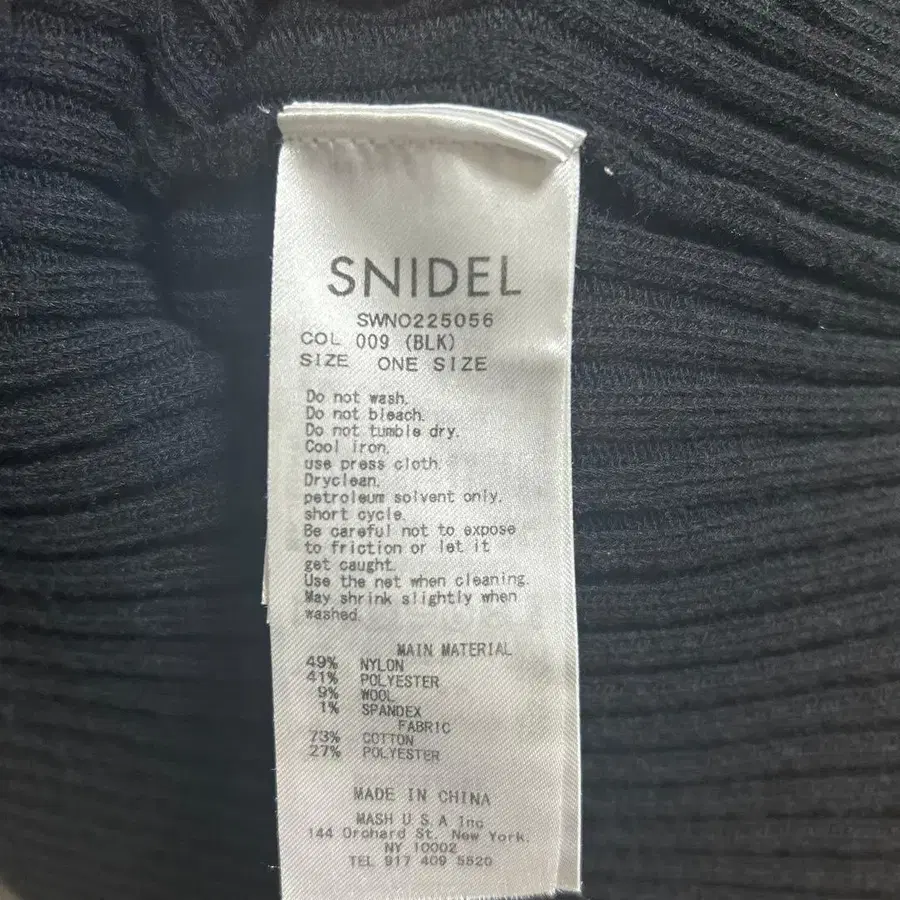 SNIDEL
SWNO225056
COL 009 (BLK)
SIZE ONE SIZE
Do not wash.
Do not bleach.
Do not tumble dry.
Cool iron.
use press cloth.
Dryclean.
petroleum solvent only.
short cycle.
Be careful not to expose
to friction or let it
get caught.
Use the net when cleaning.
May shrink slightly when
washed.
MAIN MATERIAL
49% NYLON
41% POLYESTER
9% WOOL
1% SPANDEX
FABRIC
73% COTTON
27% POLYESTER
MADE IN CHINA
MASH U S A Inc
144 Orchard St. New York.
NY 10002
TEL 917 409 5520